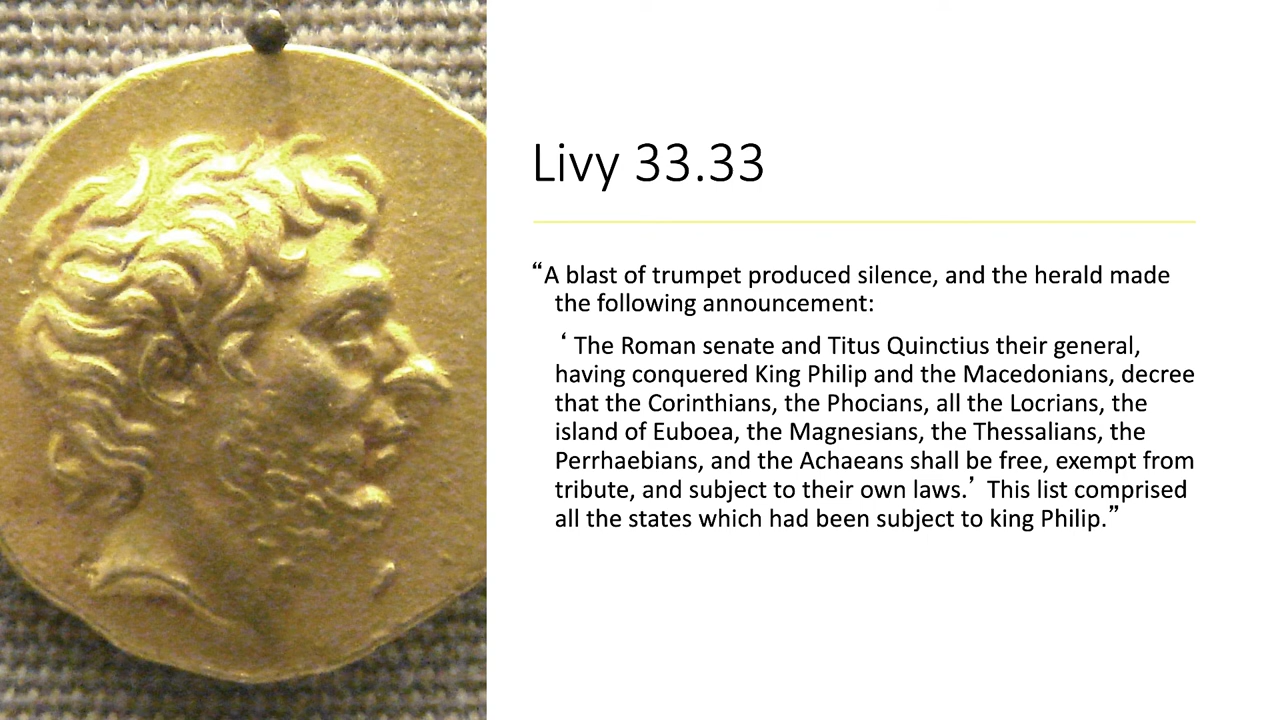 Livy 33.33
“A blast of trumpet produced silence, and the herald made
the following announcement:
‘ The Roman senate and Titus Quinctius their general,
having conquered King Philip and the Macedonians, decree
that the Corinthians, the Phocians, all the Locrians, the
island of Euboea, the Magnesians, the Thessalians, the
Perrhaebians, and the Achaeans shall be free, exempt from
tribute, and subject to their own laws.’ This list comprised
all the states which had been subject to king Philip.”